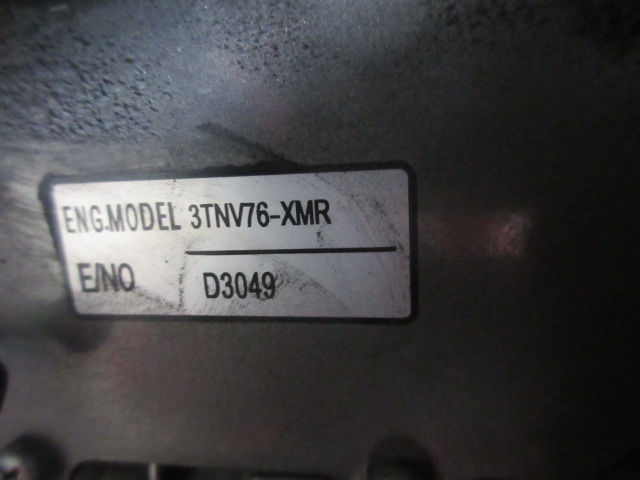 ENG.MODEL 3TNV76-XMR
E/NO D3049